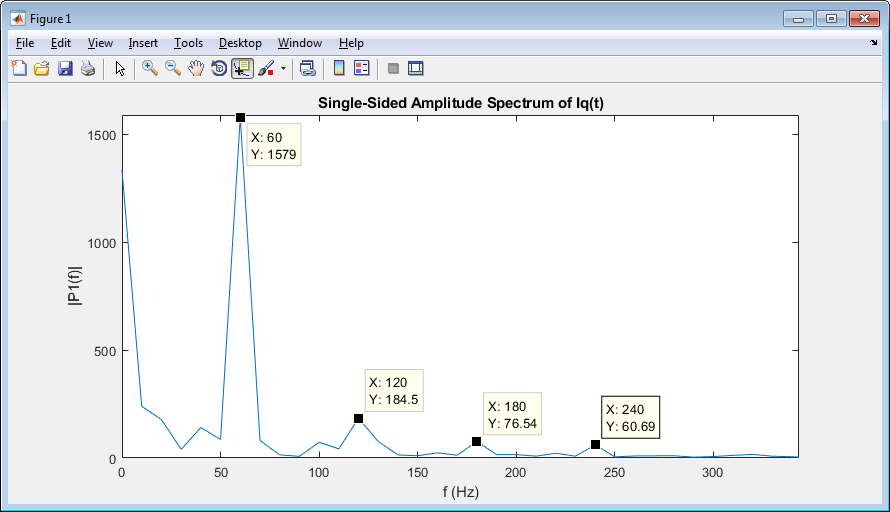 Figure 1
File Edit View Insert Tools Desktop Window Help
Single-Sided Amplitude Spectrum of Iq(t)
|P1(f)|
1500
1000
500
0
X: 60
Y: 1579
X: 120
Y: 184.5
X: 180
Y: 76.54
X: 240
Y: 60.69
0 50 100 150 200 250 300
f (Hz)